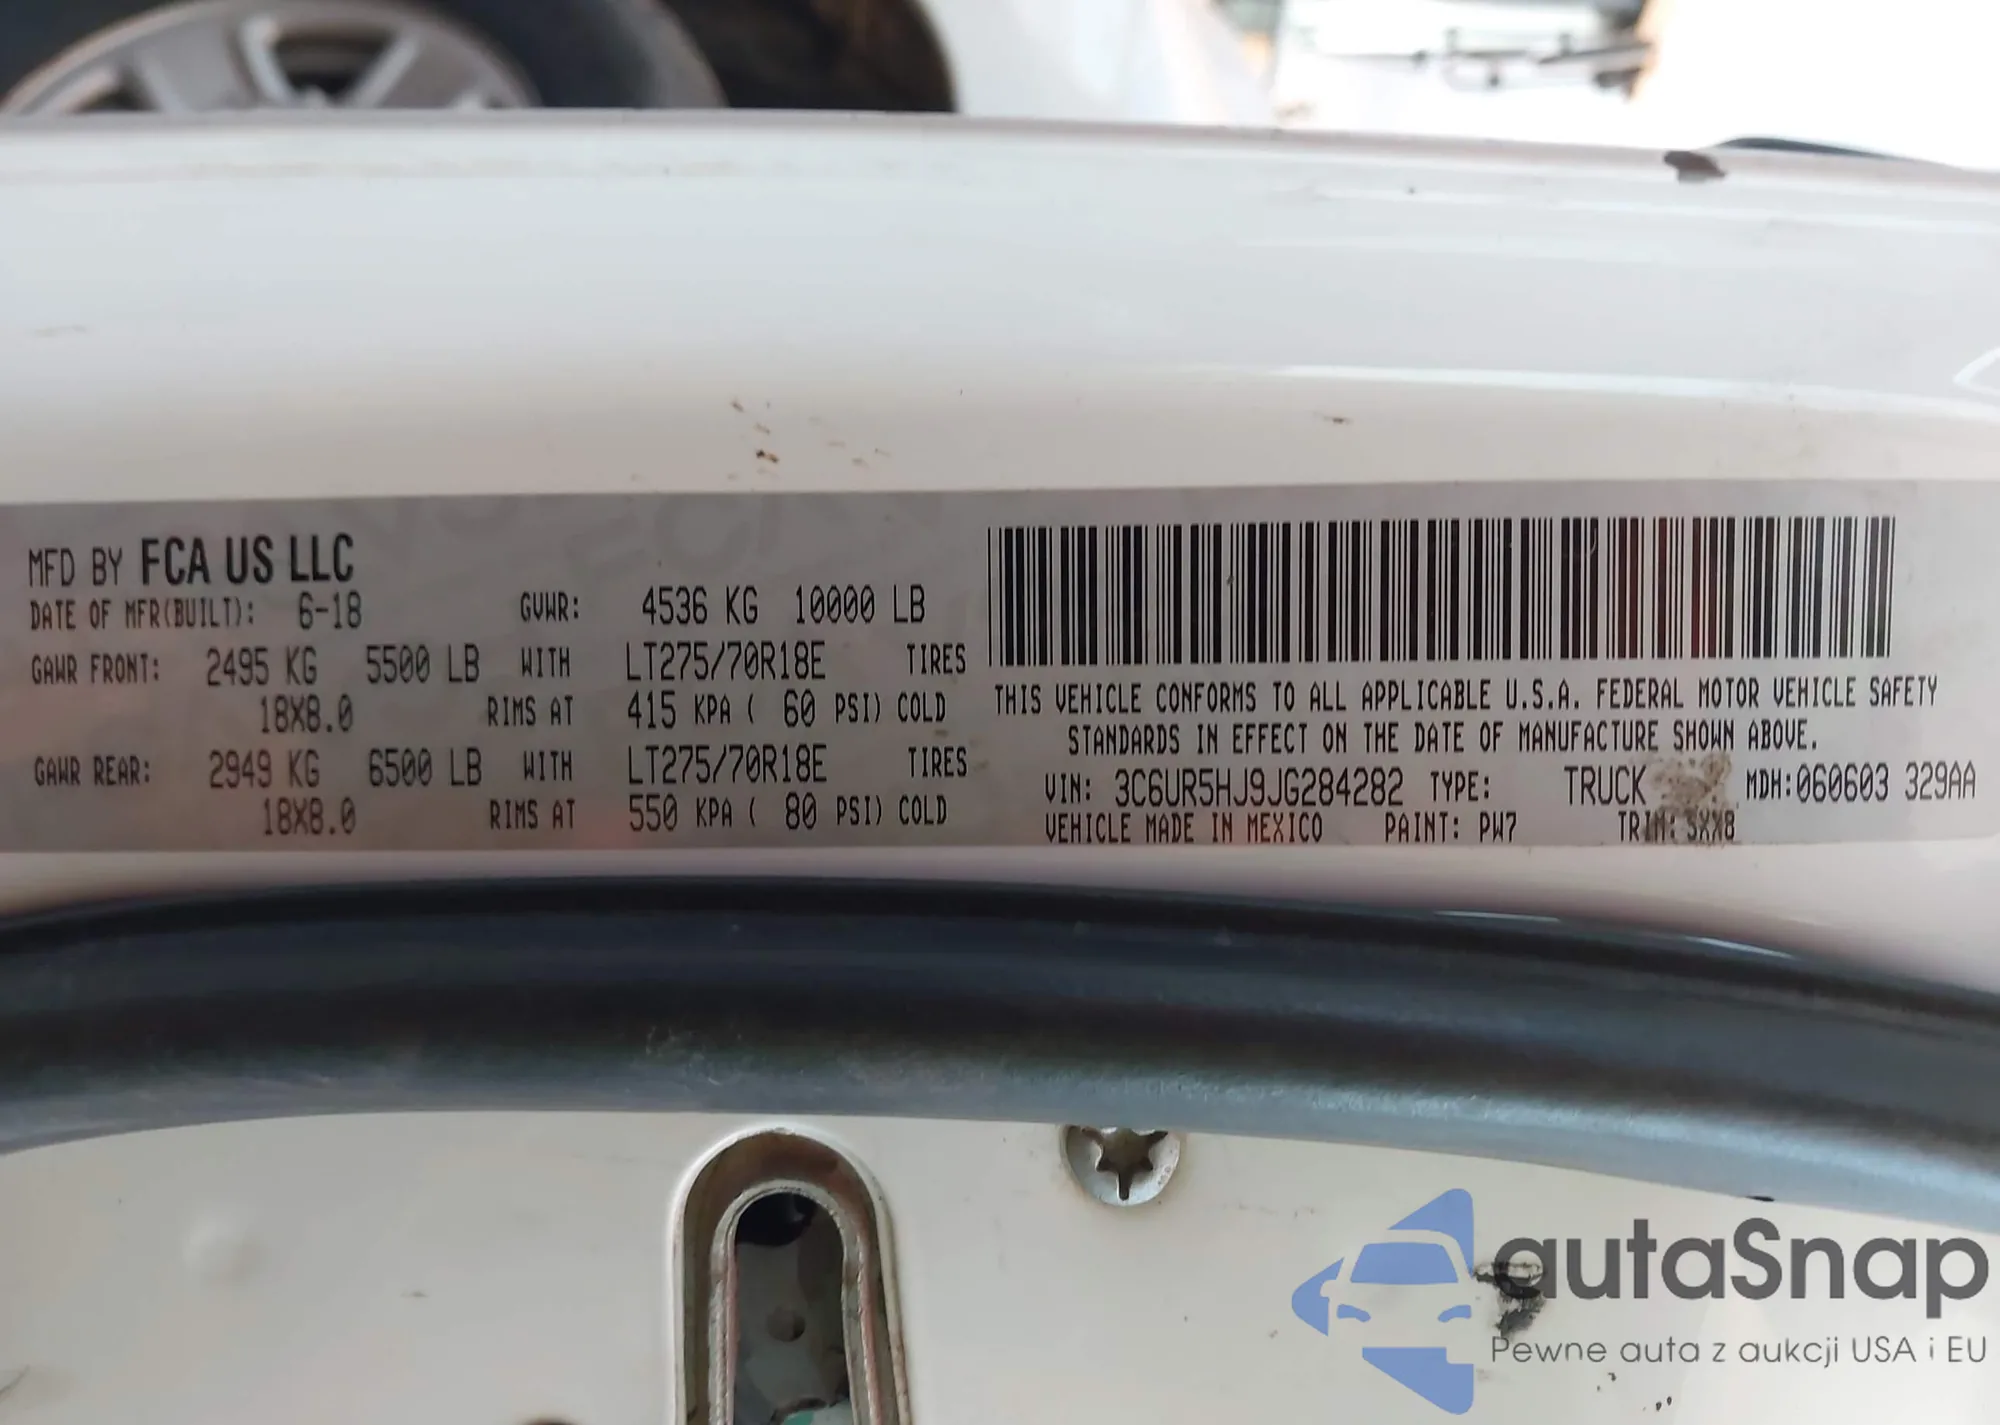 MFD BY FCA US LLC
DATE OF MFR(BUILT): 6-18 GVWR: 4536 KG 10000 LB
GAWR FRONT: 2495 KG 5500 LB WITH LT275/70R18E TIRES
18X8.0 RIMS AT 415 KPA ( 60 PSI) COLD
GAWR REAR: 2949 KG 6500 LB WITH LT275/70R18E TIRES
18X8.0 RIMS AT 550 KPA ( 80 PSI) COLD
THIS VEHICLE CONFORMS TO ALL APPLICABLE U.S.A. FEDERAL MOTOR VEHICLE SAFETY
STANDARDS IN EFFECT ON THE DATE OF MANUFACTURE SHOWN ABOVE.
VIN: 3C6UR5HJ9JG284282 TYPE: TRUCK MDH:060603 329AA
VEHICLE MADE IN MEXICO PAINT: PW7 TRIM:
autaSnap
Pewne auta z aukcji USA i EU